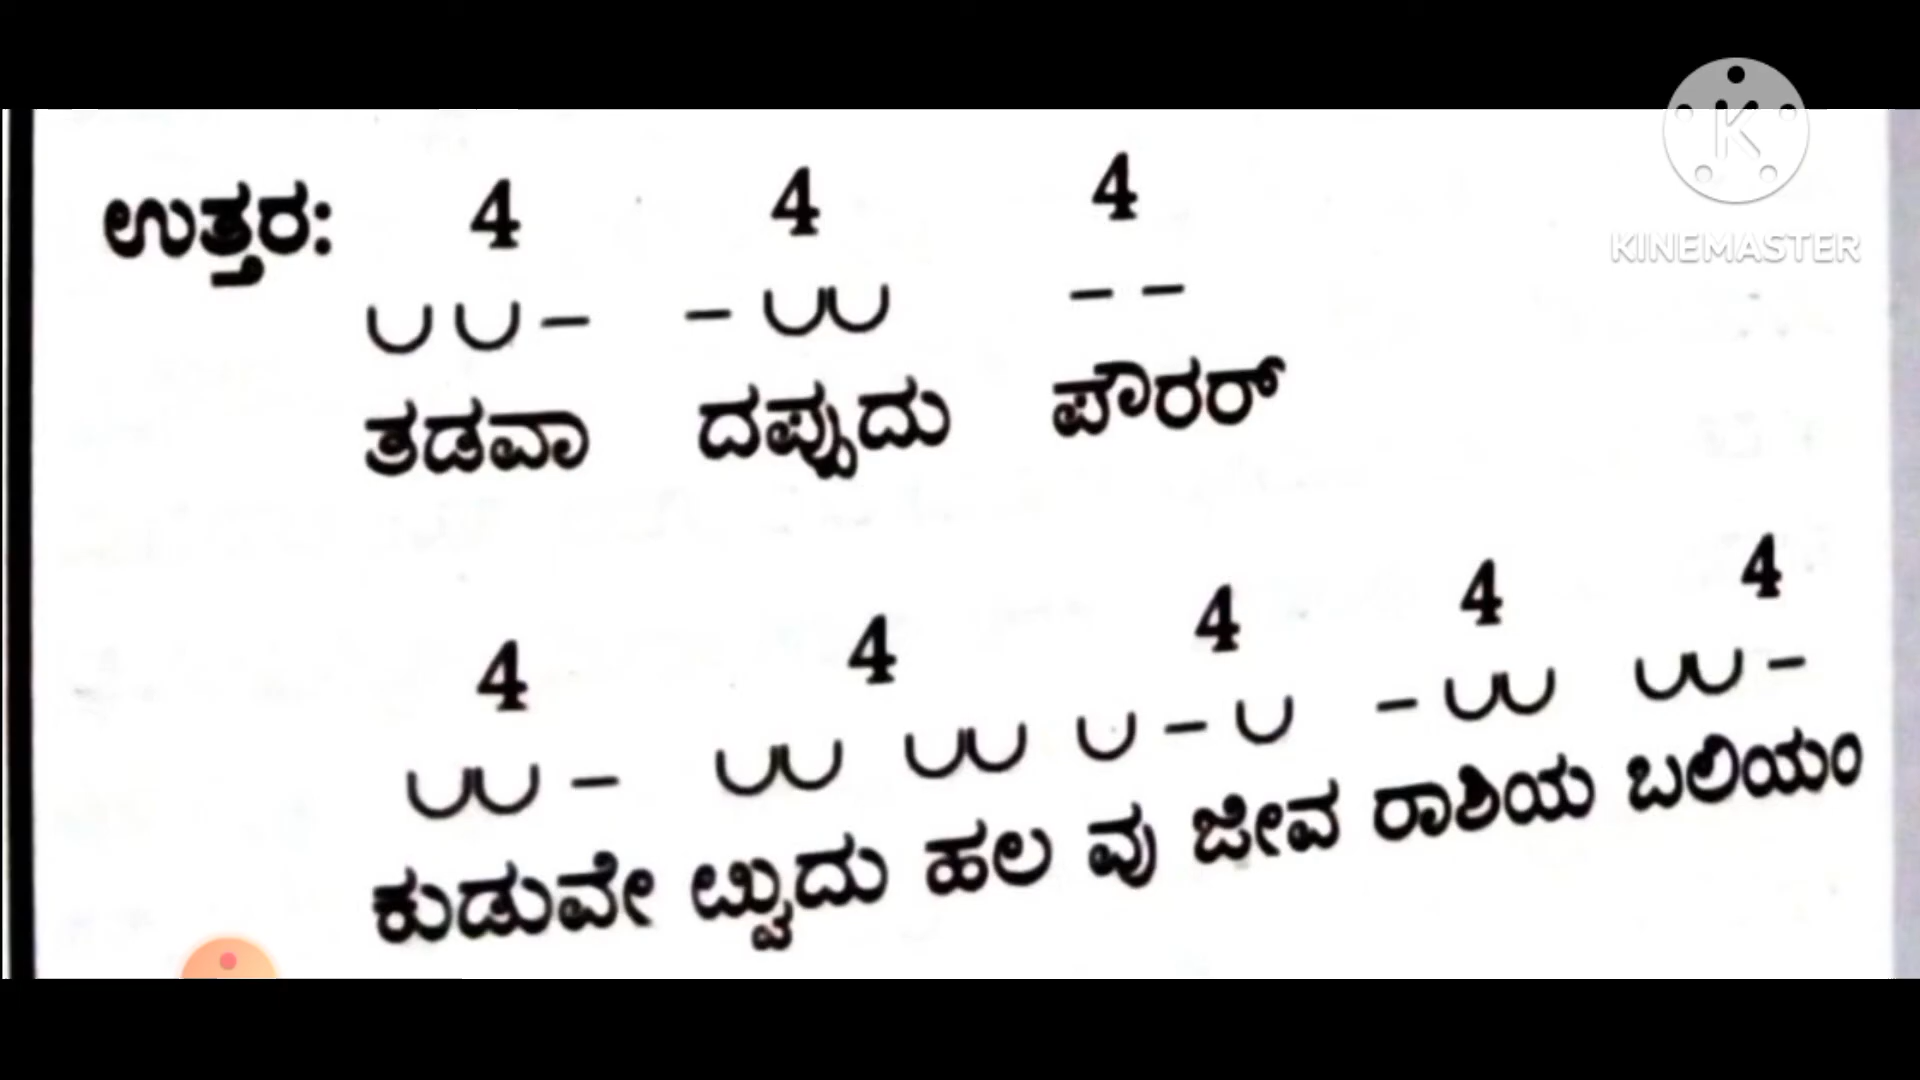 KINEMASTER
ಉತ್ತರ: 4 4 4
∪ ∪ – – ∪∪ – –
ತಡವಾ ದಪ್ಪುದು ಪೌರರ್
4 4 4 4 4
∪∪ – ∪∪ ∪∪ ∪ – ∪ – ∪∪ ∪∪ –
ಕುಡುವೇ ಟ್ವುದು ಹಲ ವು ಜೀವ ರಾಶಿಯ ಬಲಿಯಂ